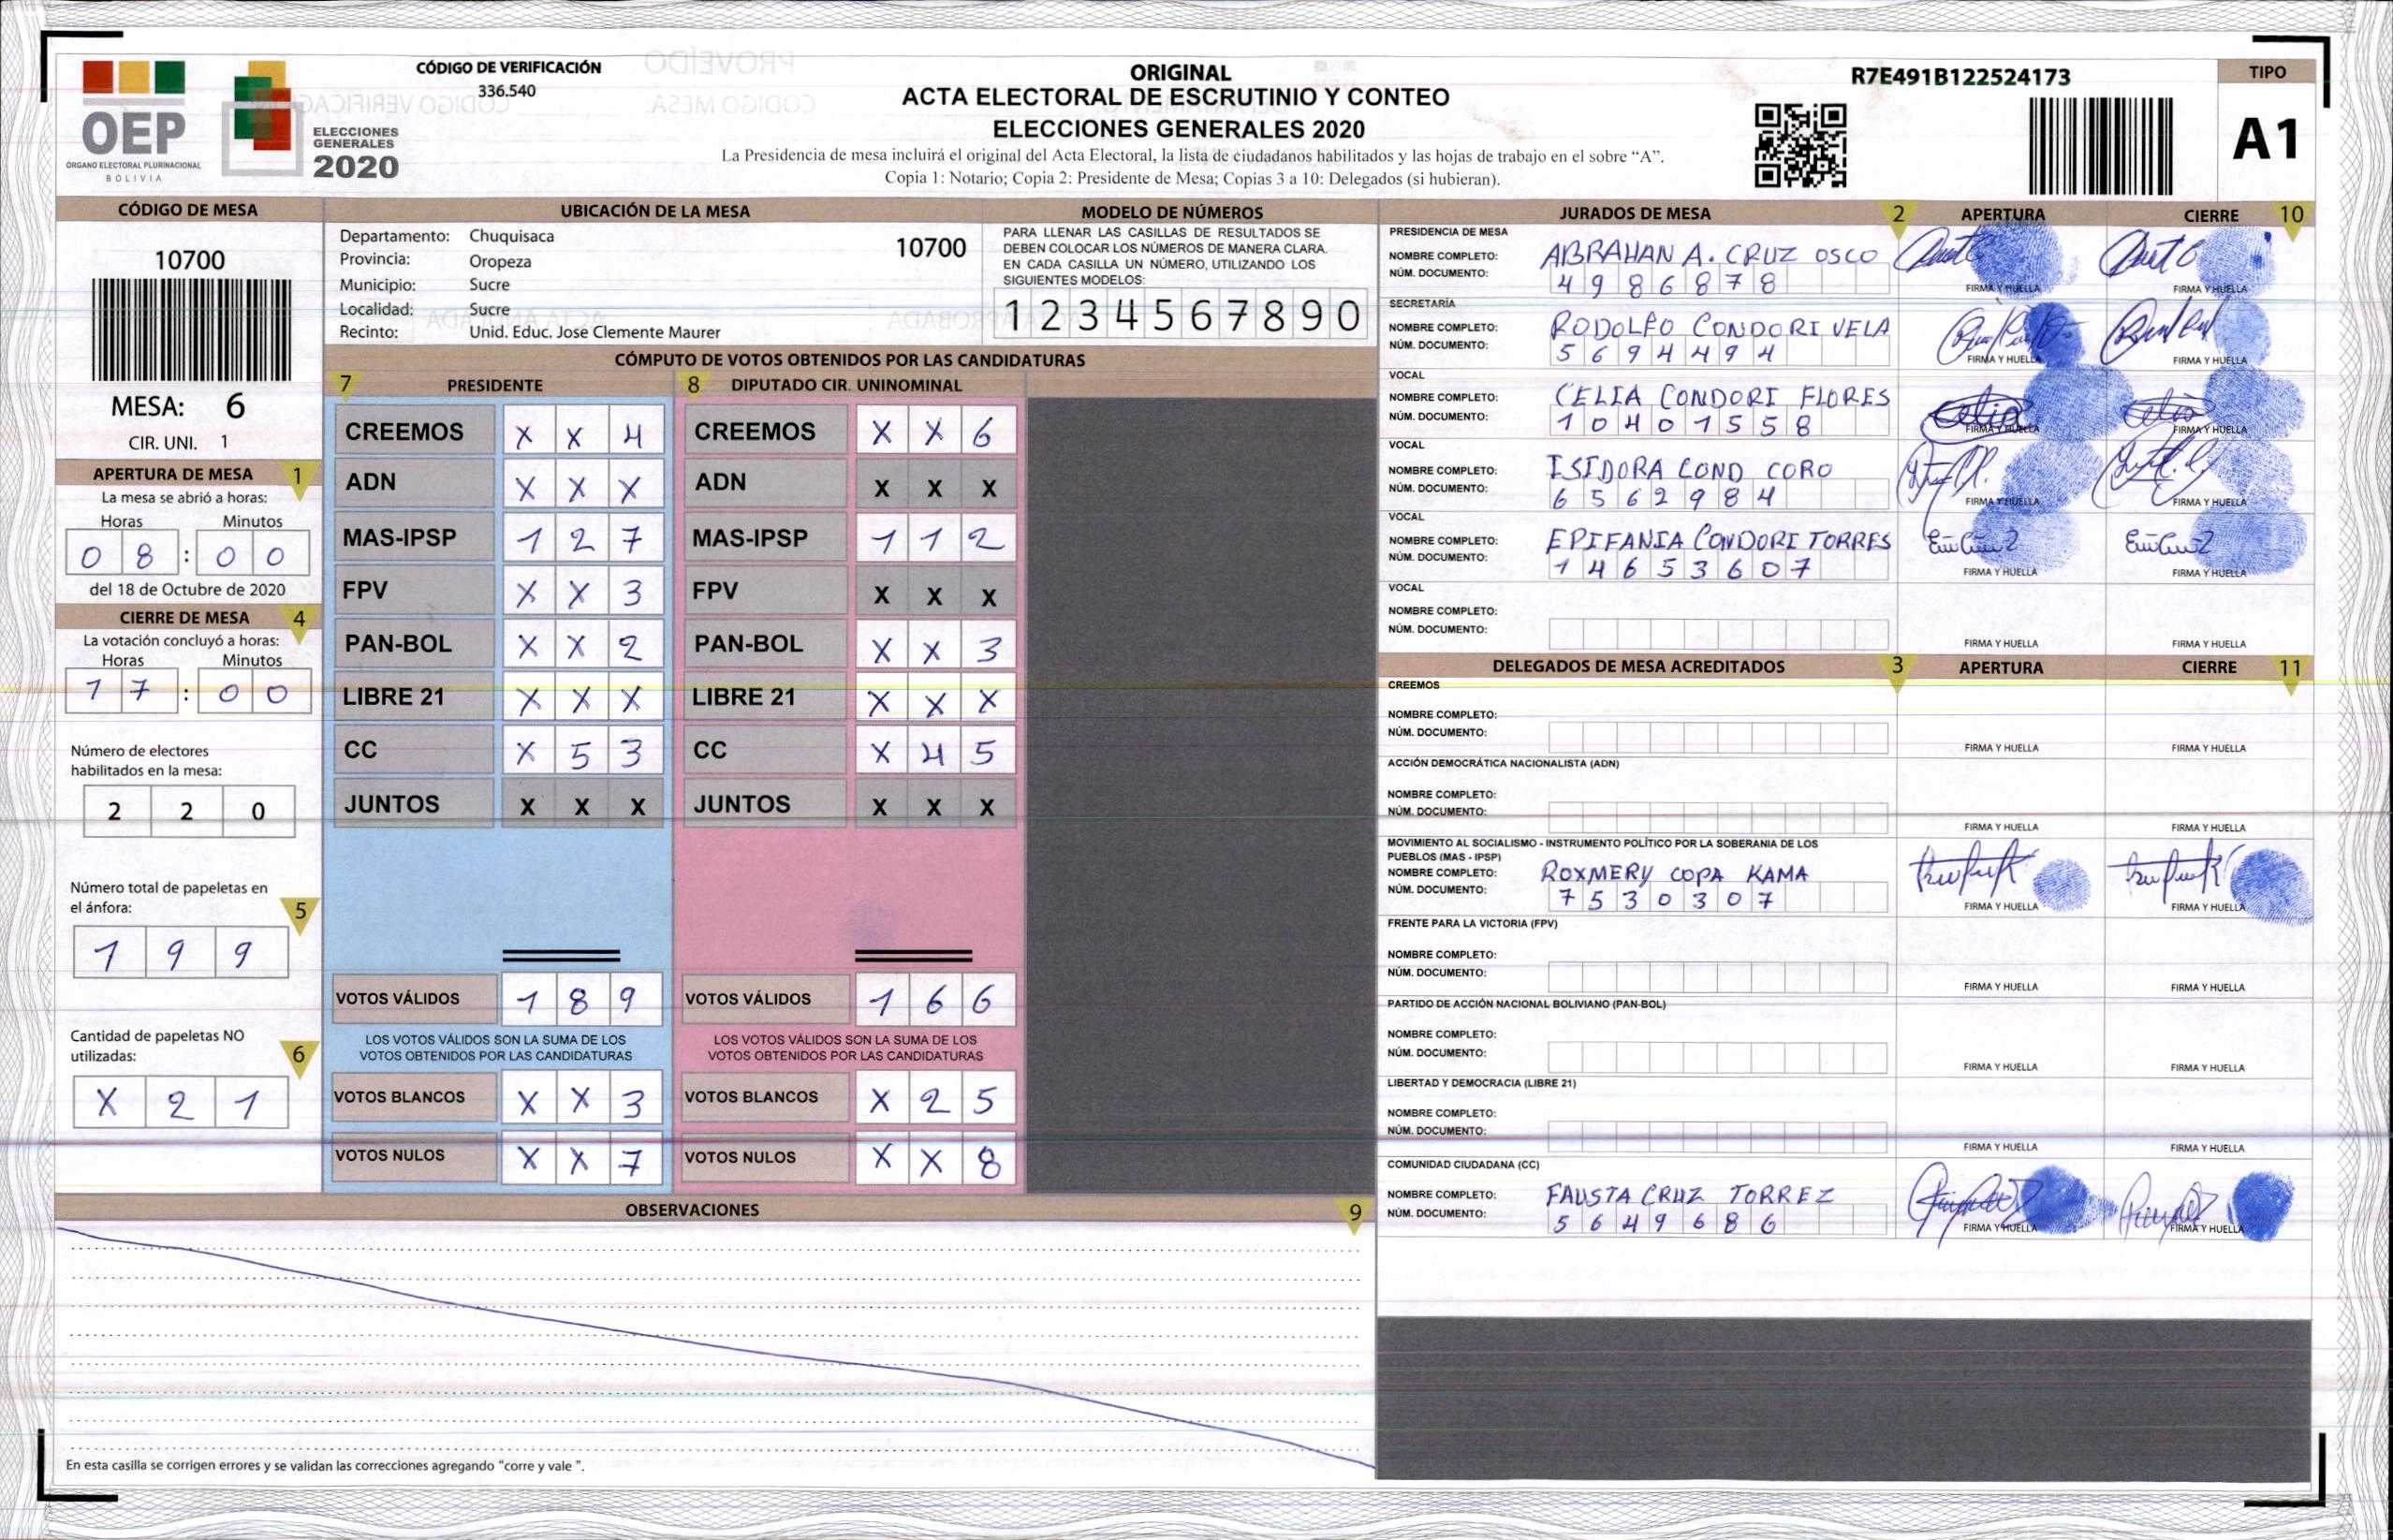 OEP
ÓRGANO ELECTORAL PLURINACIONAL
BOLIVIA
ELECCIONES
GENERALES
2020
CÓDIGO DE VERIFICACIÓN
336.540
ORIGINAL
ACTA ELECTORAL DE ESCRUTINIO Y CONTEO
ELECCIONES GENERALES 2020
La Presidencia de mesa incluirá el original del Acta Electoral, la lista de ciudadanos habilitados y las hojas de trabajo en el sobre “A”.
Copia 1: Notario; Copia 2: Presidente de Mesa; Copias 3 a 10: Delegados (si hubieran).
R7E491B122524173
TIPO
A1
CÓDIGO DE MESA
10700
MESA: 6
CIR. UNI. 1
APERTURA DE MESA 1
La mesa se abrió a horas:
Horas Minutos
0 8 : 0 0
del 18 de Octubre de 2020
CIERRE DE MESA 4
La votación concluyó a horas:
Horas Minutos
1 7 : 0 0
Número de electores
habilitados en la mesa:
2 2 0
Número total de papeletas en
el ánfora: 5
1 9 9
Cantidad de papeletas NO
utilizadas: 6
X 2 1
UBICACIÓN DE LA MESA
Departamento: Chuquisaca 10700
Provincia: Oropeza
Municipio: Sucre
Localidad: Sucre
Recinto: Unid. Educ. Jose Clemente Maurer
MODELO DE NÚMEROS
PARA LLENAR LAS CASILLAS DE RESULTADOS SE
DEBEN COLOCAR LOS NÚMEROS DE MANERA CLARA.
EN CADA CASILLA UN NÚMERO, UTILIZANDO LOS
SIGUIENTES MODELOS:
1 2 3 4 5 6 7 8 9 0
CÓMPUTO DE VOTOS OBTENIDOS POR LAS CANDIDATURAS
7 PRESIDENTE 8 DIPUTADO CIR. UNINOMINAL
CREEMOS X X 4 CREEMOS X X 6
ADN X X X ADN X X X
MAS-IPSP 1 2 7 MAS-IPSP 1 1 2
FPV X X 3 FPV X X X
PAN-BOL X X 2 PAN-BOL X X 3
LIBRE 21 X X X LIBRE 21 X X X
CC X 5 3 CC X 4 5
JUNTOS X X X JUNTOS X X X
VOTOS VÁLIDOS 1 8 9 VOTOS VÁLIDOS 1 6 6
LOS VOTOS VÁLIDOS SON LA SUMA DE LOS LOS VOTOS VÁLIDOS SON LA SUMA DE LOS
VOTOS OBTENIDOS POR LAS CANDIDATURAS VOTOS OBTENIDOS POR LAS CANDIDATURAS
VOTOS BLANCOS X X 3 VOTOS BLANCOS X 2 5
VOTOS NULOS X X 7 VOTOS NULOS X X 8
OBSERVACIONES 9
En esta casilla se corrigen errores y se validan las correcciones agregando “corre y vale ”.
JURADOS DE MESA 2 APERTURA CIERRE 10
PRESIDENCIA DE MESA
NOMBRE COMPLETO: ABRAHAN A. CRUZ OSCO
NÚM. DOCUMENTO: 4 9 8 6 8 7 8
FIRMA Y HUELLA FIRMA Y HUELLA
SECRETARÍA
NOMBRE COMPLETO: RODOLFO CONDORI VELA
NÚM. DOCUMENTO: 5 6 9 4 4 9 4
FIRMA Y HUELLA FIRMA Y HUELLA
VOCAL
NOMBRE COMPLETO: CELIA CONDORI FLORES
NÚM. DOCUMENTO: 1 0 4 0 1 5 5 8
FIRMA Y HUELLA FIRMA Y HUELLA
VOCAL
NOMBRE COMPLETO: ISIDORA COND CORO
NÚM. DOCUMENTO: 6 5 6 2 9 8 4
FIRMA Y HUELLA FIRMA Y HUELLA
VOCAL
NOMBRE COMPLETO: EPIFANIA CONDORI TORRES
NÚM. DOCUMENTO: 1 4 6 5 3 6 0 7
FIRMA Y HUELLA FIRMA Y HUELLA
VOCAL
NOMBRE COMPLETO:
NÚM. DOCUMENTO:
FIRMA Y HUELLA FIRMA Y HUELLA
DELEGADOS DE MESA ACREDITADOS 3 APERTURA CIERRE 11
CREEMOS
NOMBRE COMPLETO:
NÚM. DOCUMENTO:
FIRMA Y HUELLA FIRMA Y HUELLA
ACCIÓN DEMOCRÁTICA NACIONALISTA (ADN)
NOMBRE COMPLETO:
NÚM. DOCUMENTO:
FIRMA Y HUELLA FIRMA Y HUELLA
MOVIMIENTO AL SOCIALISMO - INSTRUMENTO POLÍTICO POR LA SOBERANIA DE LOS
PUEBLOS (MAS - IPSP)
NOMBRE COMPLETO: ROXMERY COPA KAMA
NÚM. DOCUMENTO: 7 5 3 0 3 0 7
FIRMA Y HUELLA FIRMA Y HUELLA
FRENTE PARA LA VICTORIA (FPV)
NOMBRE COMPLETO:
NÚM. DOCUMENTO:
FIRMA Y HUELLA FIRMA Y HUELLA
PARTIDO DE ACCIÓN NACIONAL BOLIVIANO (PAN-BOL)
NOMBRE COMPLETO:
NÚM. DOCUMENTO:
FIRMA Y HUELLA FIRMA Y HUELLA
LIBERTAD Y DEMOCRACIA (LIBRE 21)
NOMBRE COMPLETO:
NÚM. DOCUMENTO:
FIRMA Y HUELLA FIRMA Y HUELLA
COMUNIDAD CIUDADANA (CC)
NOMBRE COMPLETO: FAUSTA CRUZ TORREZ
NÚM. DOCUMENTO: 5 6 4 9 6 8 6
FIRMA Y HUELLA FIRMA Y HUELLA